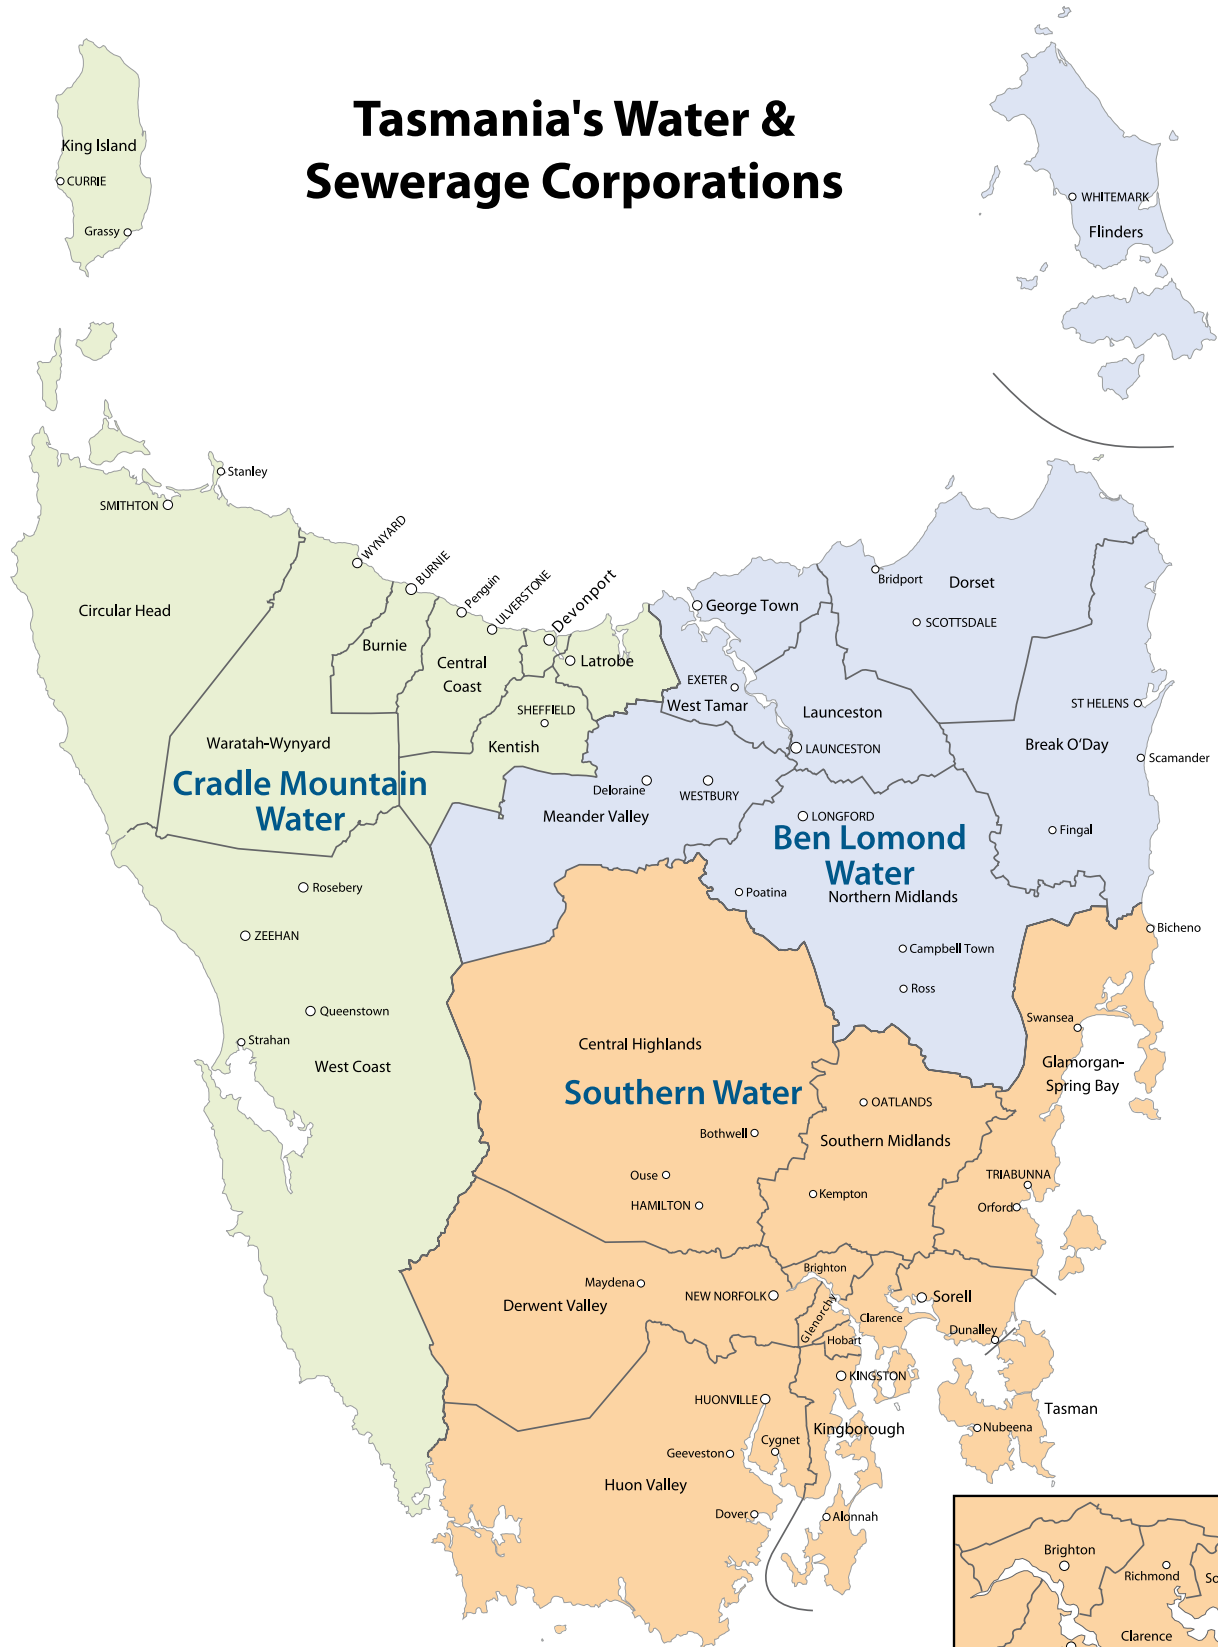 Tasmania's Water &
Sewerage Corporations
King Island
CURRIE
Grassy
WHITEMARK
Flinders
Stanley
SMITHTON
WYNYARD
BURNIE
Penguin
ULVERSTONE
Devonport
Circular Head
Burnie
Central
Coast
Latrobe
George Town
Bridport
Dorset
SCOTTSDALE
EXETER
West Tamar
SHEFFIELD
Kentish
Launceston
LAUNCESTON
ST HELENS
Break O'Day
Scamander
Waratah-Wynyard
Cradle Mountain
Water
Deloraine
WESTBURY
Meander Valley
LONGFORD
Ben Lomond
Water
Northern Midlands
Fingal
Poatina
Rosebery
ZEEHAN
Campbell Town
Bicheno
Ross
Queenstown
Strahan
West Coast
Swansea
Glamorgan-
Spring Bay
Central Highlands
Southern Water
OATLANDS
Bothwell
Southern Midlands
Ouse
HAMILTON
Kempton
TRIABUNNA
Orford
Maydena
Derwent Valley
NEW NORFOLK
Brighton
Glenorchy
Hobart
Clarence
Sorell
Dunalley
KINGSTON
HUONVILLE
Kingborough
Tasman
Nubeena
Cygnet
Geeveston
Huon Valley
Dover
Alonnah
Brighton
Richmond
So
Clarence